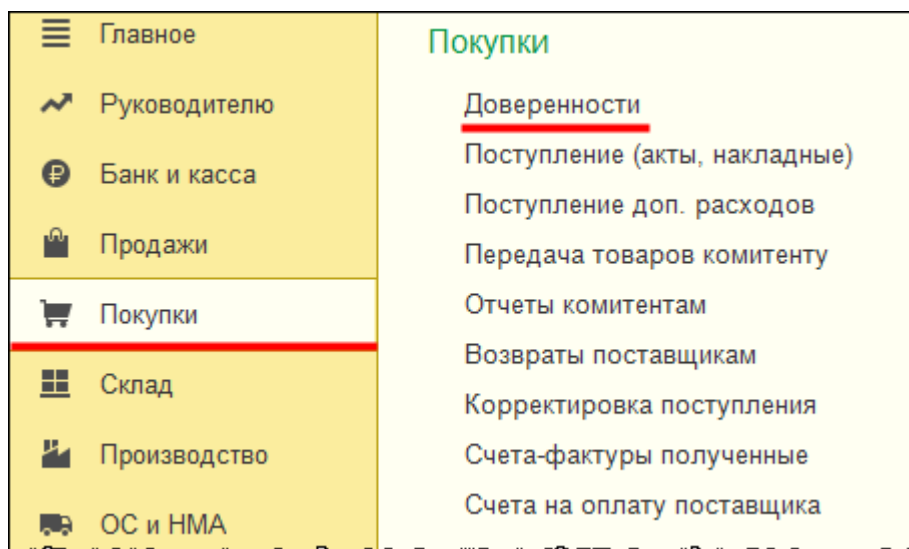 Главное
Руководителю
Банк и касса
Продажи
Покупки
Склад
Производство
ОС и НМА
Покупки
Доверенности
Поступление (акты, накладные)
Поступление доп. расходов
Передача товаров комитенту
Отчеты комитентам
Возвраты поставщикам
Корректировка поступления
Счета-фактуры полученные
Счета на оплату поставщика